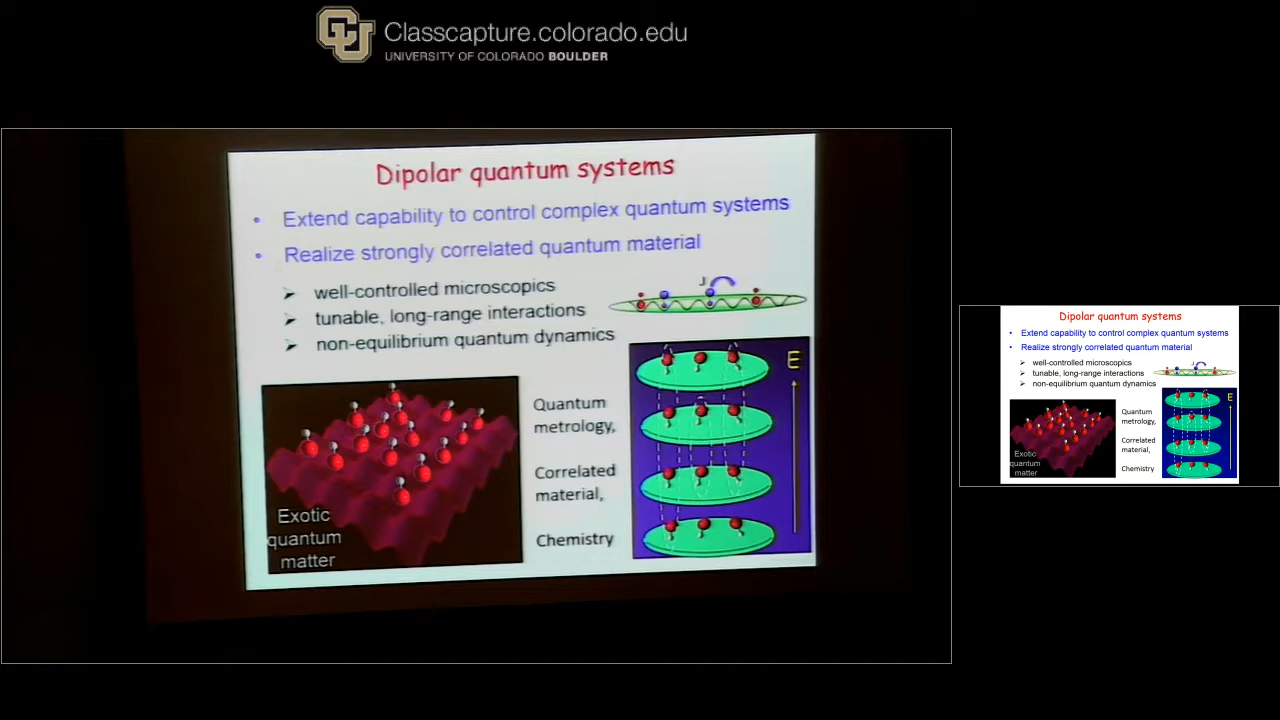 Classcapture.colorado.edu
UNIVERSITY OF COLORADO BOULDER
Dipolar quantum systems
• Extend capability to control complex quantum systems
• Realize strongly correlated quantum material
➢ well-controlled microscopics
➢ tunable, long-range interactions
➢ non-equilibrium quantum dynamics
J
E
Quantum
metrology,
Correlated
material,
Chemistry
Exotic
quantum
matter
Dipolar quantum systems
• Extend capability to control complex quantum systems
• Realize strongly correlated quantum material
➢ well-controlled microscopics
➢ tunable, long-range interactions
➢ non-equilibrium quantum dynamics
J
E
Quantum
metrology,
Correlated
material,
Chemistry
Exotic
quantum
matter